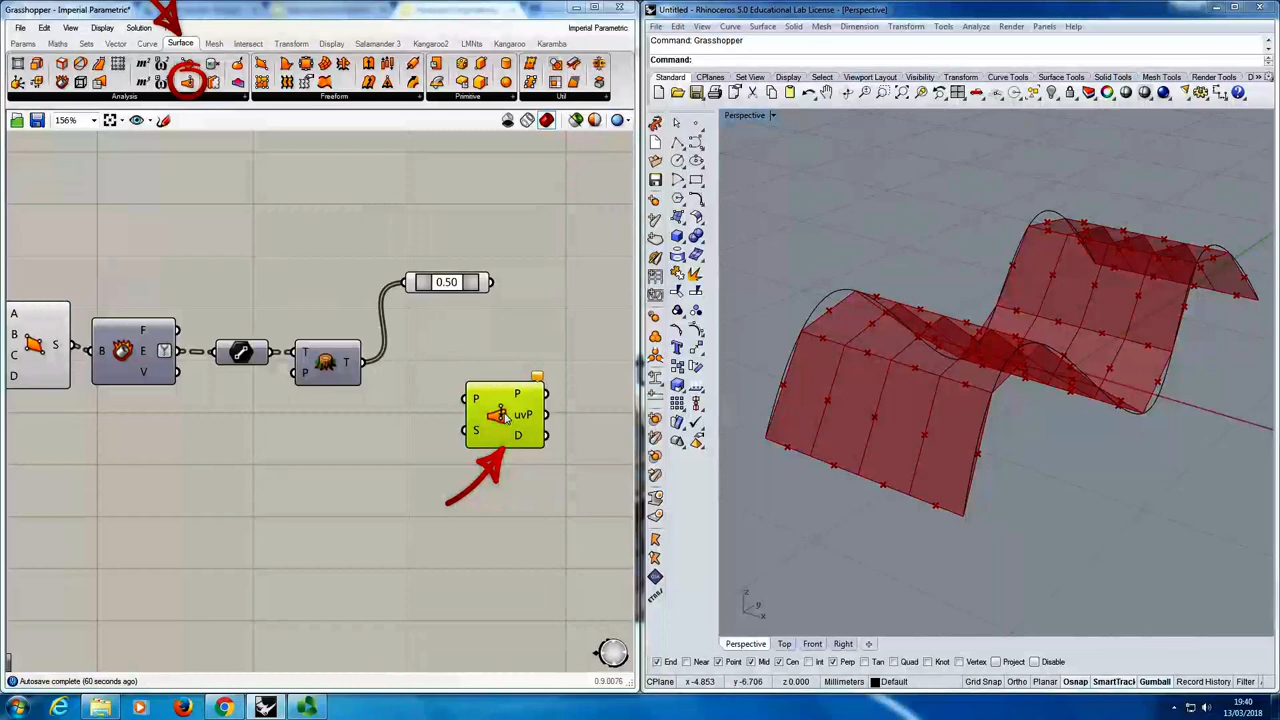 Grasshopper - Imperial Parametric*
File
View
Display
Solution
Imperial Parametric
Params
Maths
Sets
Vector
Curve
Surface
Mesh
Intersect
Transform
Display
Salamander.3
Kangaroo2
LMNts
Kangaroo
Karamba
Analysis
Freeform
Primitive
Util
156%
A
B
C
D
S
B
F
E
V
T
P
T
0.50
P
S
P
uvP
D
Autosave complete (60 seconds ago)
0.9.0076
Untitled - Rhinoceros 5.0 Educational Lab License - [Perspective]
File
Edit
View
Curve
Surface
Solid
Mesh
Dimension
Transform
Tools
Analyze
Render
Panels
Help
Command: Grasshopper
Command:
Standard
CPlanes
Set View
Display
Select
Viewport Layout
Visibility
Transform
Curve Tools
Surface Tools
Solid Tools
Mesh Tools
Render Tools
Perspective
z
y
x
Perspective
Top
Front
Right
End
Near
Point
Mid
Cen
Int
Perp
Tan
Quad
Knot
Vertex
Project
Disable
CPlane
x -4.853
y -6.706
z 0.000
Millimeters
Default
Grid Snap
Ortho
Planar
Osnap
SmartTrack
Gumball
Record History
Filter
19:40
13/03/2018